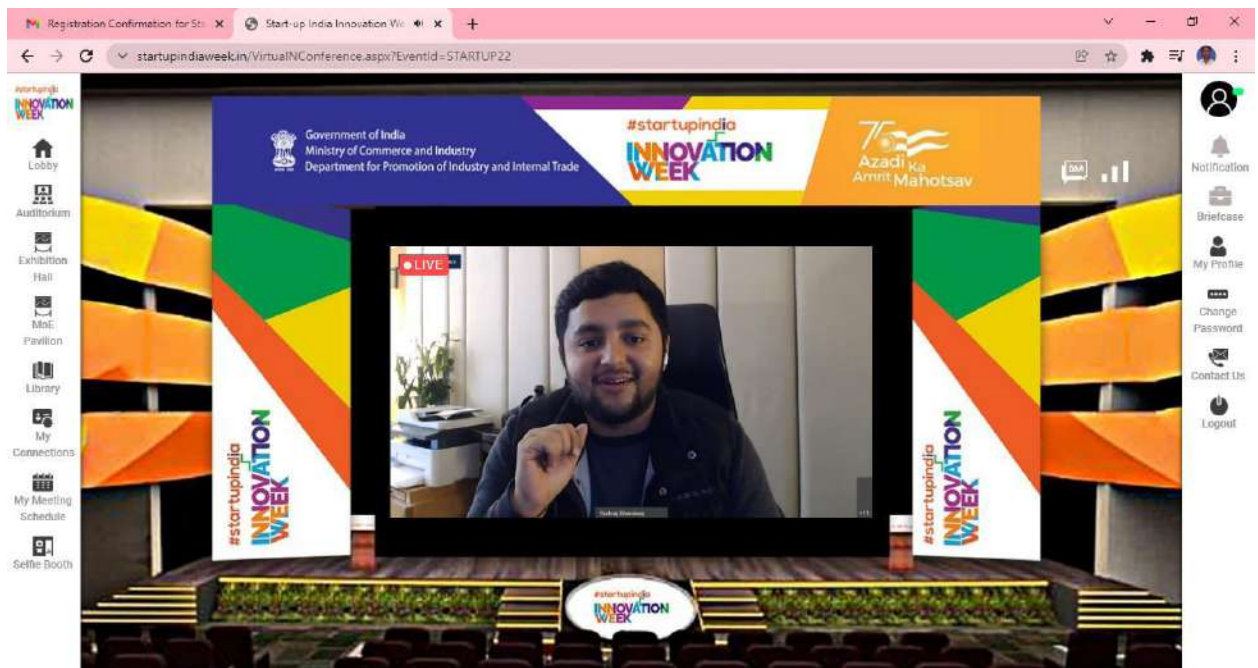 Registration Confirmation for St
Start-up India Innovation We
startupindiaweek.in/VirtualNConference.aspx?EventId=STARTUP22
#startupindia
INNOVATION
WEEK
Lobby
Auditorium
Exhibition
Hall
MoE
Pavilion
Library
My
Connections
My Meeting
Schedule
Selfie Booth
Government of India
Ministry of Commerce and Industry
Department for Promotion of Industry and Internal Trade
#startupindia
INNOVATION
WEEK
75
Azadi Ka
Amrit Mahotsav
LIVE
#startupindia
INNOVATION
WEEK
#startupindia
INNOVATION
WEEK
#startupindia
INNOVATION
WEEK
Notification
Briefcase
My Profile
Change
Password
Contact Us
Logout